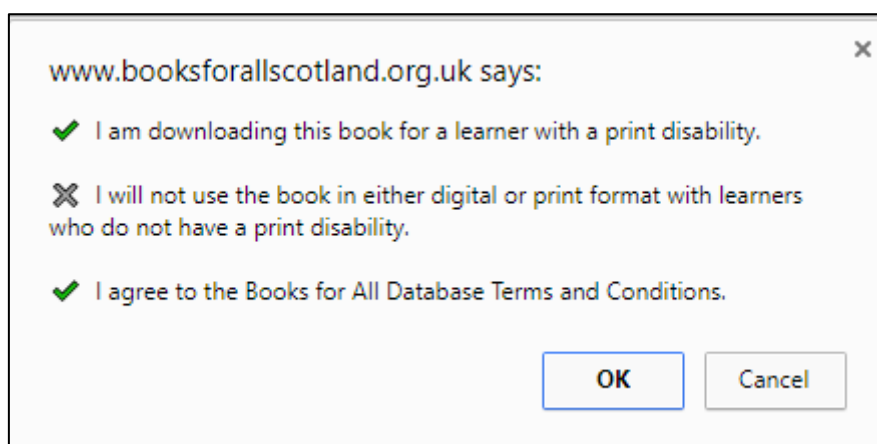 www.booksforallscotland.org.uk says:
✔ I am downloading this book for a learner with a print disability.
✖ I will not use the book in either digital or print format with learners
who do not have a print disability.
✔ I agree to the Books for All Database Terms and Conditions.
OK Cancel